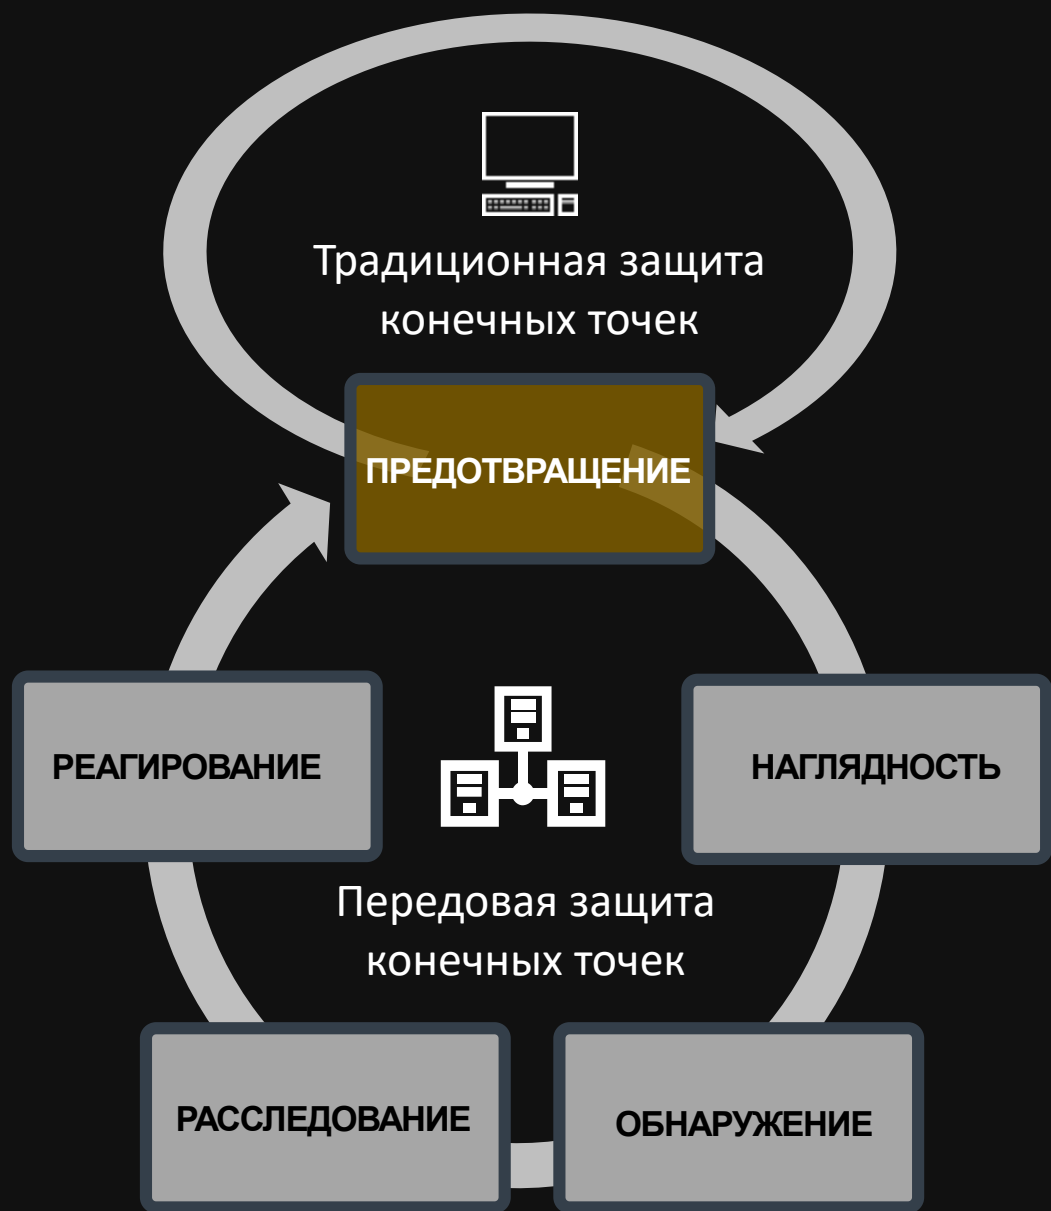 Традиционная защита
конечных точек
ПРЕДОТВРАЩЕНИЕ
РЕАГИРОВАНИЕ
НАГЛЯДНОСТЬ
Передовая защита
конечных точек
РАССЛЕДОВАНИЕ
ОБНАРУЖЕНИЕ